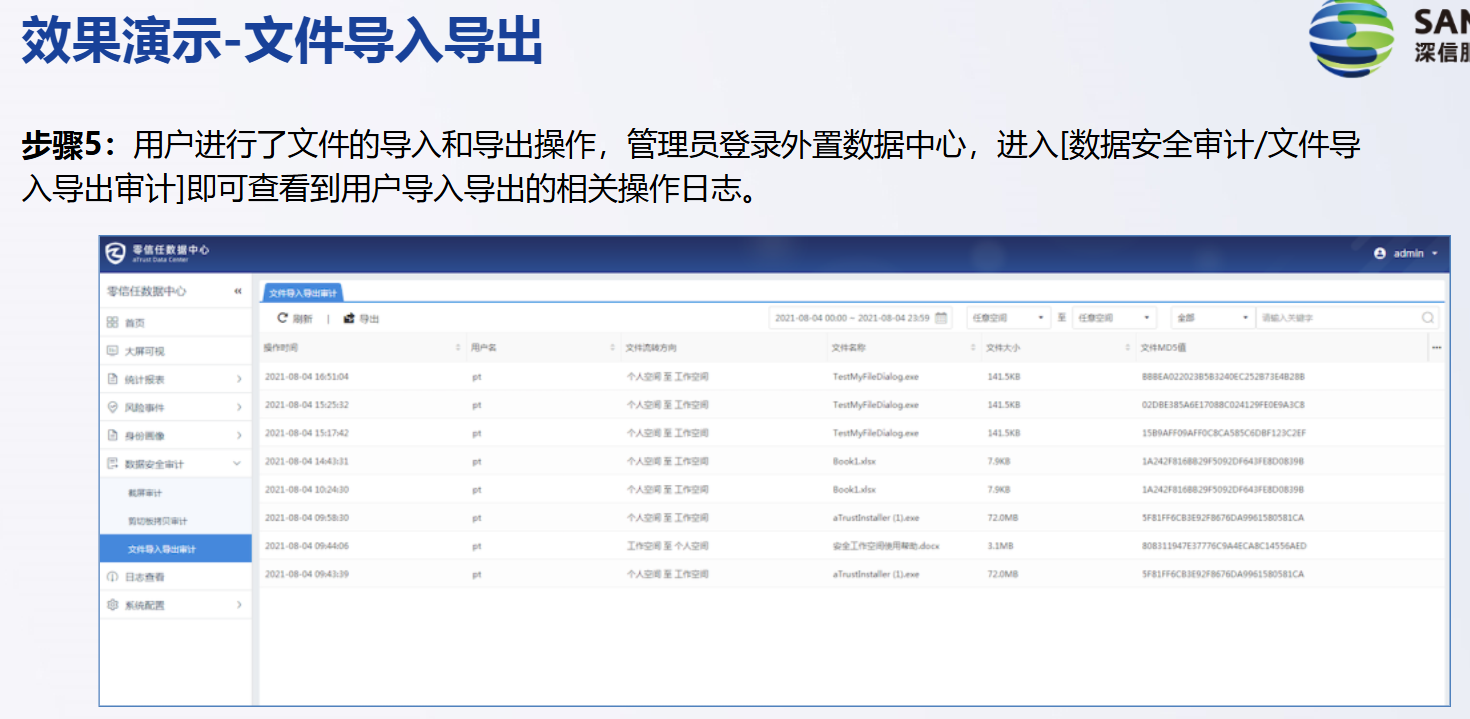 效果演示-文件导入导出
SAN
深信服
步骤5：用户进行了文件的导入和导出操作，管理员登录外置数据中心，进入[数据安全审计/文件导
入导出审计]即可查看到用户导入导出的相关操作日志。
零信任数据中心
aTrust Data Center
admin
零信任数据中心 «
文件导入导出审计
刷新 | 导出
2021-08-04 00:00 ~ 2021-08-04 23:59 任意空间 至 任意空间 全部 请输入关键字
首页
大屏可视
统计报表
风险事件
身份画像
数据安全审计
截屏审计
剪切板拷贝审计
文件导入导出审计
日志查看
系统配置
操作时间 用户名 文件流转方向 文件名称 文件大小 文件MD5值
2021-08-04 16:51:04 pt 个人空间 至 工作空间 TestMyFileDialog.exe 141.5KB BBBEA022023B5B3240EC252B73E4B28B
2021-08-04 15:25:32 pt 个人空间 至 工作空间 TestMyFileDialog.exe 141.5KB 02DBE385A6E1708BC024129FE0E9A3CB
2021-08-04 15:17:42 pt 个人空间 至 工作空间 TestMyFileDialog.exe 141.5KB 15B9AFF09AFF0C8CA585C6DBF123C2EF
2021-08-04 14:43:31 pt 个人空间 至 工作空间 Book1.xlsx 7.9KB 1A242F816BB29F5092DF643FE8D0839B
2021-08-04 10:24:30 pt 个人空间 至 工作空间 Book1.xlsx 7.9KB 1A242F816BB29F5092DF643FE8D0839B
2021-08-04 09:58:30 pt 个人空间 至 工作空间 aTrustInstaller (1).exe 72.0MB 5FB1FF6CB3E92FB676DA9961580581CA
2021-08-04 09:44:06 pt 工作空间 至 个人空间 安全工作空间使用帮助.docx 3.1MB 808311947E37776C9A4ECA8C14556AED
2021-08-04 09:43:39 pt 个人空间 至 工作空间 aTrustInstaller (1).exe 72.0MB 5FB1FF6CB3E92FB676DA9961580581CA